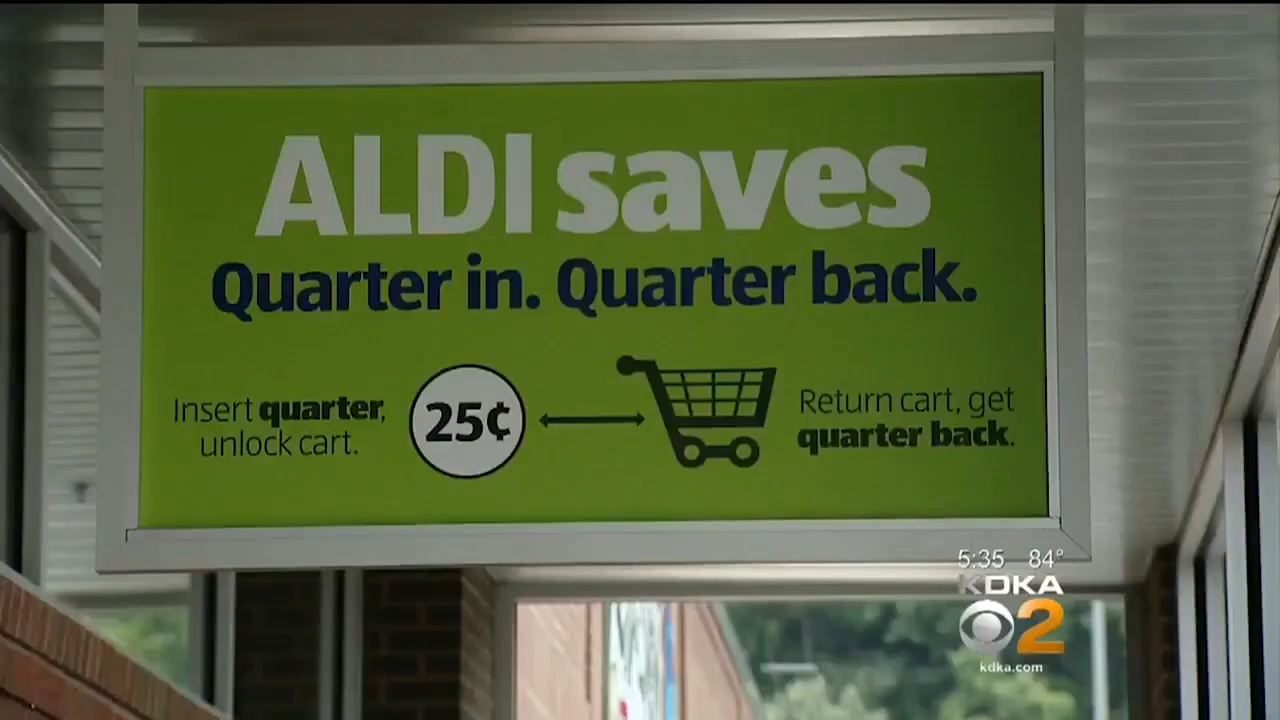 ALDI saves
Quarter in. Quarter back.
Insert quarter,
unlock cart.
25¢
Return cart, get
quarter back.
5:35 84°
KDKA
2
kdka.com